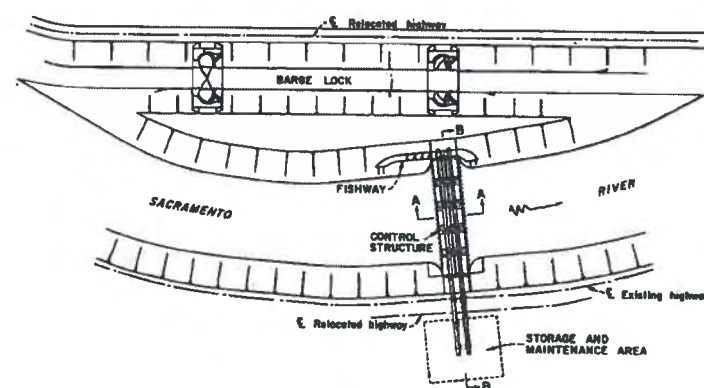 ℄ Relocated highway
BARGE LOCK
B
FISHWAY
SACRAMENTO
RIVER
A
A
CONTROL
STRUCTURE
℄ Existing highway
℄ Relocated highway
STORAGE AND
MAINTENANCE AREA
B